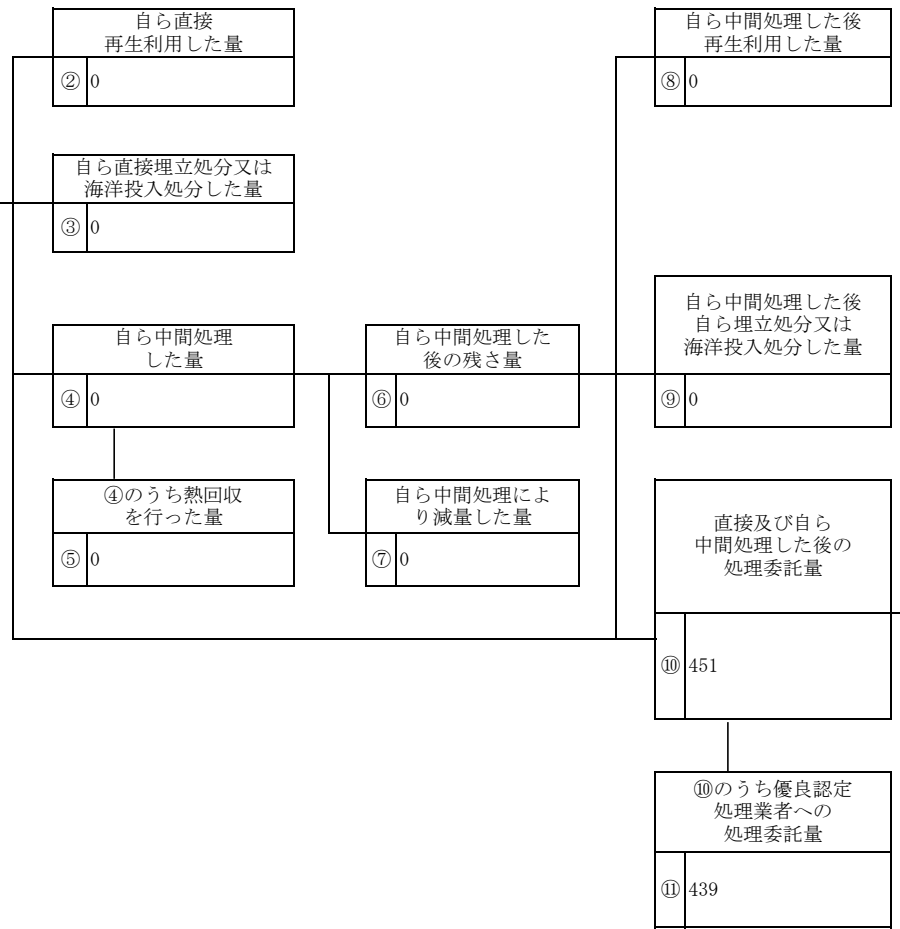 自ら直接
再生利用した量
② 0
自ら中間処理した後
再生利用した量
⑧ 0
自ら直接埋立処分又は
海洋投入処分した量
③ 0
自ら中間処理
した量
④ 0
自ら中間処理した
後の残さ量
⑥ 0
自ら中間処理した後
自ら埋立処分又は
海洋投入処分した量
⑨ 0
④のうち熱回収
を行った量
⑤ 0
自ら中間処理によ
り減量した量
⑦ 0
直接及び自ら
中間処理した後の
処理委託量
⑩ 451
⑩のうち優良認定
処理業者への
処理委託量
⑪ 439